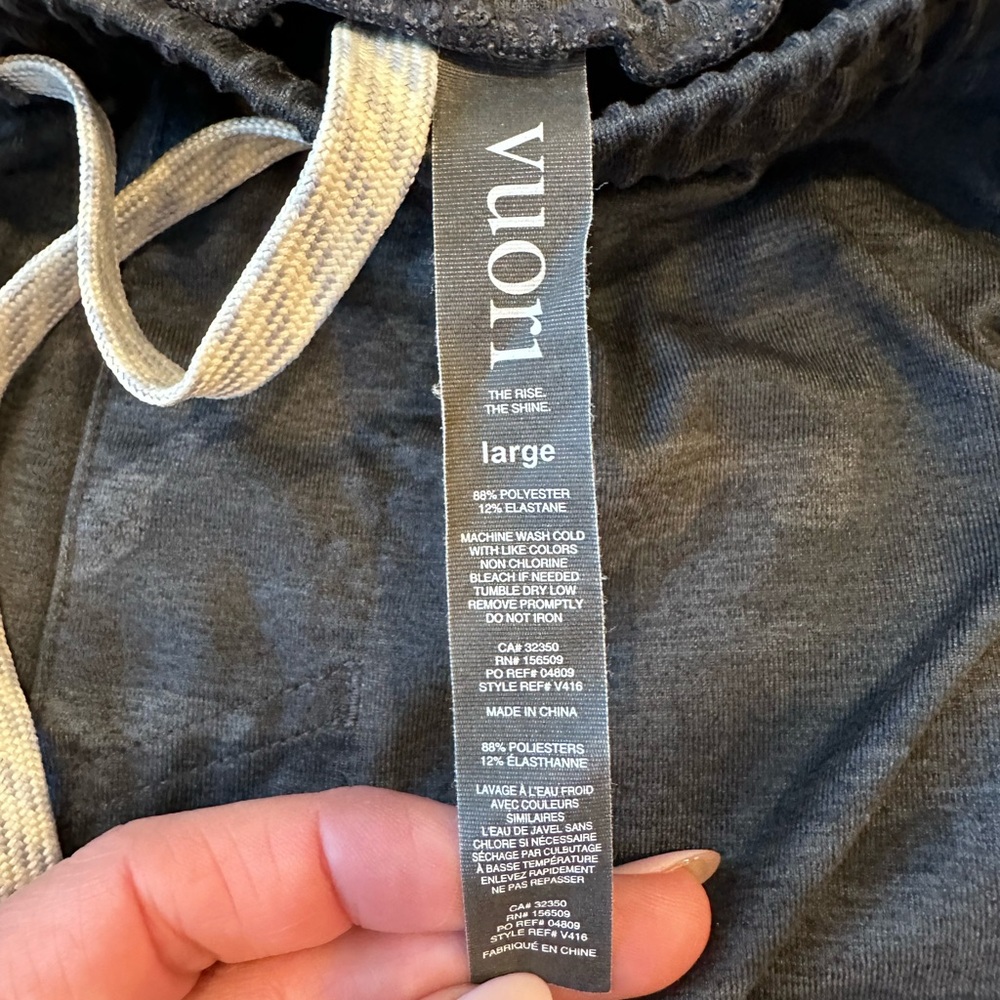 vuori
THE RISE.
THE SHINE.
large
88% POLYESTER
12% ELASTANE
MACHINE WASH COLD
WITH LIKE COLORS
NON CHLORINE
BLEACH IF NEEDED
TUMBLE DRY LOW
REMOVE PROMPTLY
DO NOT IRON
CA# 32350
RN# 156509
PO REF# 04809
STYLE REF# V416
MADE IN CHINA
88% POLIESTERS
12% ÉLASTHANNE
LAVAGE À L'EAU FROID
AVEC COULEURS
SIMILAIRES
L'EAU DE JAVEL SANS
CHLORE SI NÉCESSAIRE
SÉCHAGE PAR CULBUTAGE
À BASSE TEMPÉRATURE
ENLEVEZ RAPIDEMENT
NE PAS REPASSER
CA# 32350
RN# 156509
PO REF# 04809
STYLE REF# V416
FABRIQUÉ EN CHINE